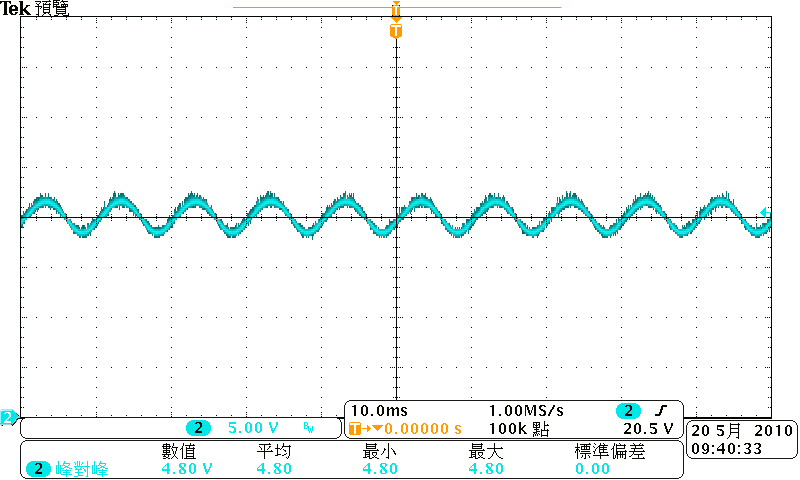 Tek 預覽
T
T
2
2 5.00 V BW
10.0ms 1.00MS/s 2
T→▼0.00000 s 100k 點 20.5 V
20 5月 2010
09:40:33
數值 平均 最小 最大 標準偏差
2 峰對峰 4.80 V 4.80 4.80 4.80 0.00